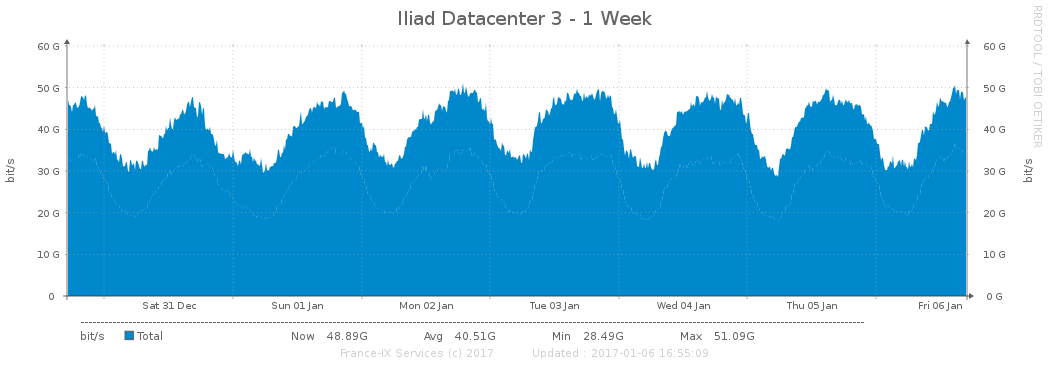 Iliad Datacenter 3 - 1 Week
RRDTOOL / TOBI OETIKER
60 G 60 G
50 G 50 G
40 G 40 G
30 G 30 G
20 G 20 G
10 G 10 G
0 0 G
bit/s bit/s
Sat 31 Dec Sun 01 Jan Mon 02 Jan Tue 03 Jan Wed 04 Jan Thu 05 Jan Fri 06 Jan
bit/s Total Now 48.89G Avg 40.51G Min 28.49G Max 51.09G
France-IX Services (c) 2017 Updated : 2017-01-06 16:55:09